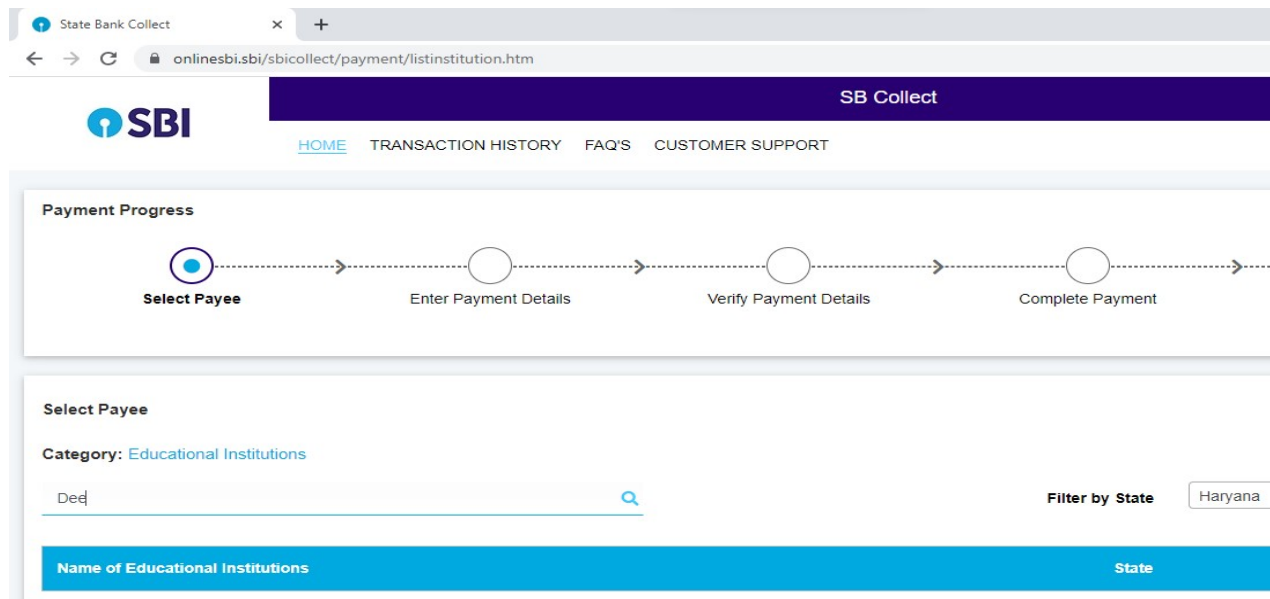 State Bank Collect
onlinesbi.sbi/sbicollect/payment/listinstitution.htm
SBI
SB Collect
HOME TRANSACTION HISTORY FAQ'S CUSTOMER SUPPORT
Payment Progress
Select Payee Enter Payment Details Verify Payment Details Complete Payment
Select Payee
Category: Educational Institutions
Dee Filter by State Haryana
Name of Educational Institutions State